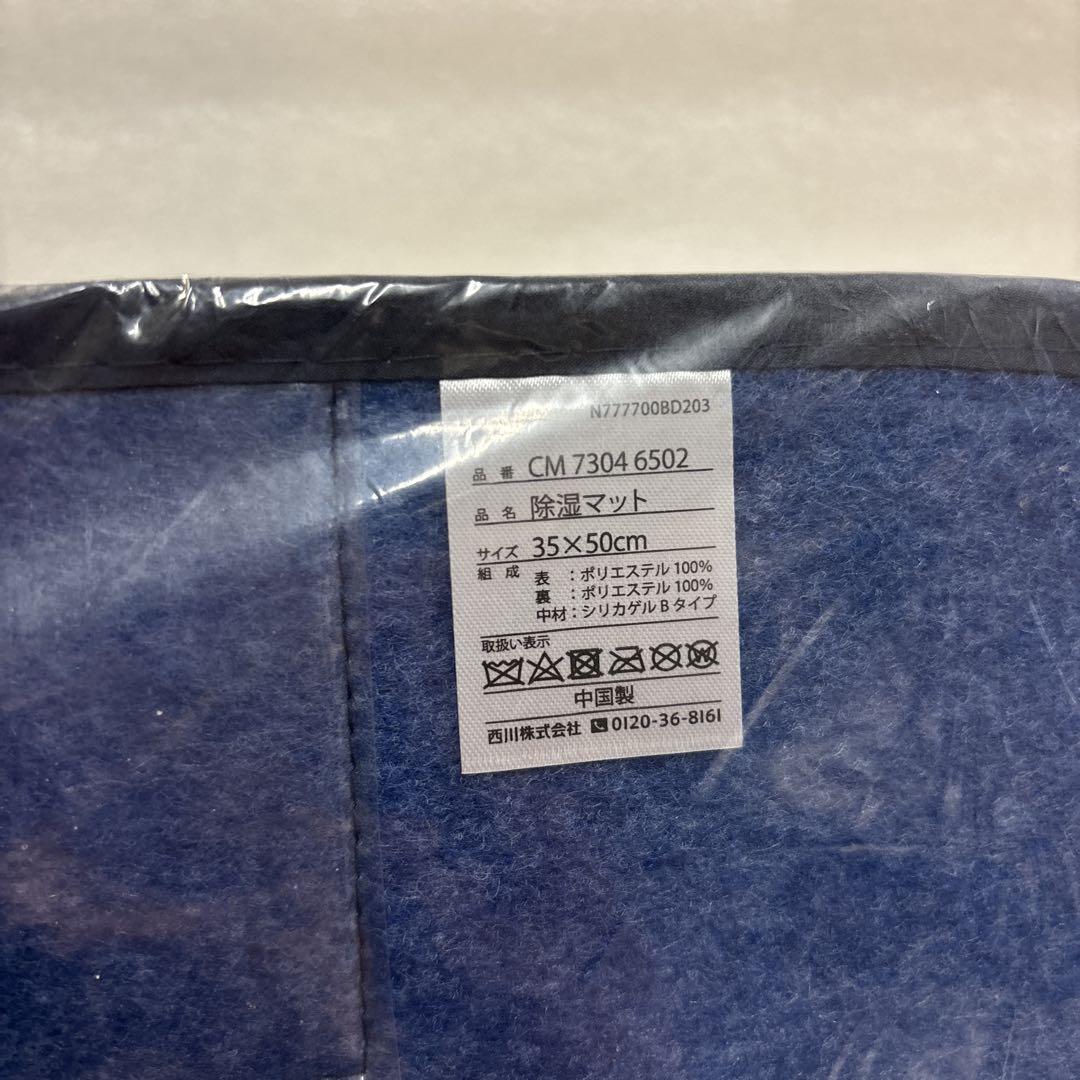 N777700BD203
品番 CM 7304 6502
品名 除湿マット
サイズ 35×50cm
組成 表 :ポリエステル 100%
裏 :ポリエステル 100%
中材:シリカゲル B タイプ
取扱い表示
W
中国製
西川株式会社 0120-36-8161